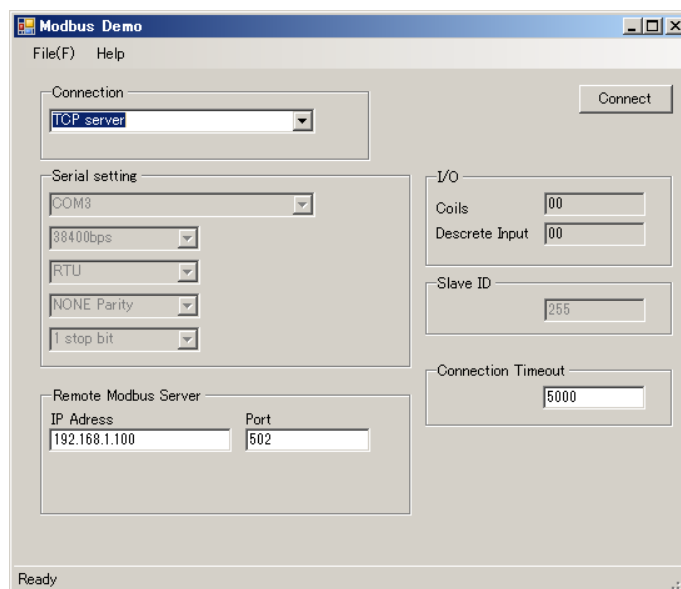 Modbus Demo
File(F) Help
Connection
TCP server
Connect
Serial setting
COM3
38400bps
RTU
NONE Parity
1 stop bit
I/O
Coils 00
Descrete Input 00
Slave ID
255
Connection Timeout
5000
Remote Modbus Server
IP Adress Port
192.168.1.100 502
Ready